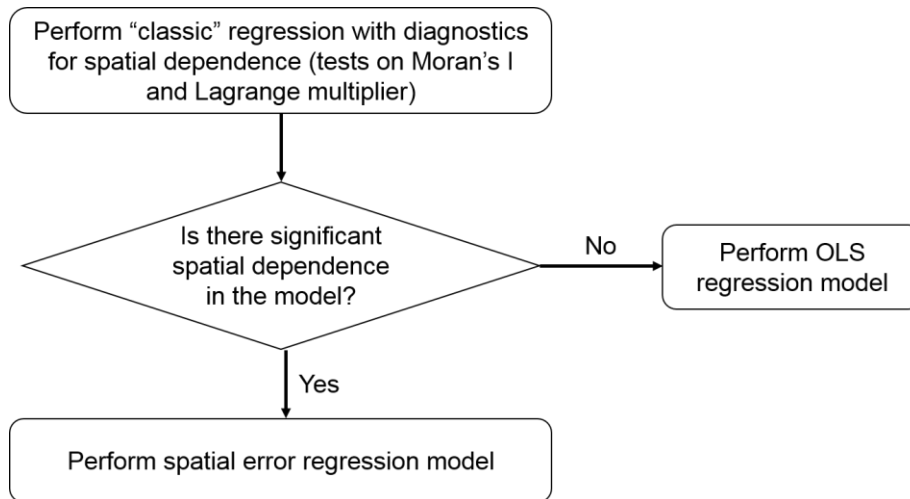 Perform “classic” regression with diagnostics
for spatial dependence (tests on Moran’s I
and Lagrange multiplier)
Is there significant
spatial dependence
in the model?
No
Perform OLS
regression model
Yes
Perform spatial error regression model